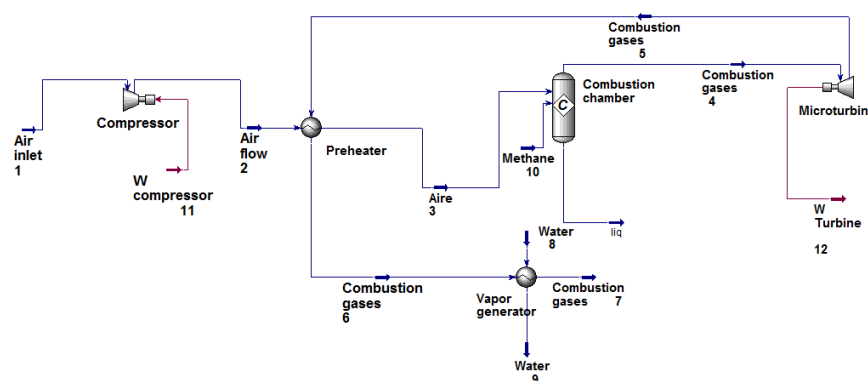 Combustion
gases
5
Combustion
chamber
C
Combustion
gases
4
Microturbin
Compressor
Air
inlet
1
Air
flow
2
Preheater
Methane
10
W
compressor
11
Aire
3
Water
8
liq
W
Turbine
12
Combustion
gases
6
Vapor
generator
Combustion
gases 7
Water
9